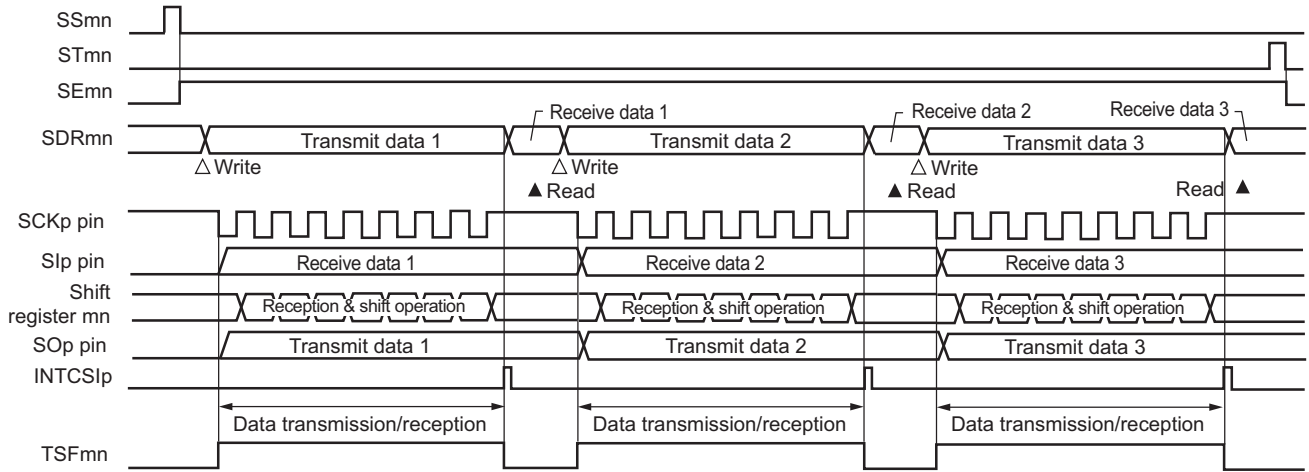 SSmn
STmn
SEmn
Receive data 1
Receive data 2
Receive data 3
SDRmn
Transmit data 1
Transmit data 2
Transmit data 3
△ Write
△ Write
△ Write
▲ Read
▲ Read
Read ▲
SCKp pin
SIp pin
Receive data 1
Receive data 2
Receive data 3
Shift
register mn
Reception & shift operation
Reception & shift operation
Reception & shift operation
SOp pin
Transmit data 1
Transmit data 2
Transmit data 3
INTCSIp
Data transmission/reception
Data transmission/reception
Data transmission/reception
TSFmn